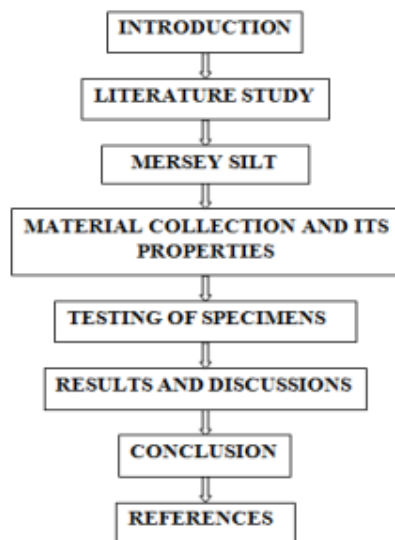 INTRODUCTION
LITERATURE STUDY
MERSEY SILT
MATERIAL COLLECTION AND ITS
PROPERTIES
TESTING OF SPECIMENS
RESULTS AND DISCUSSIONS
CONCLUSION
REFERENCES